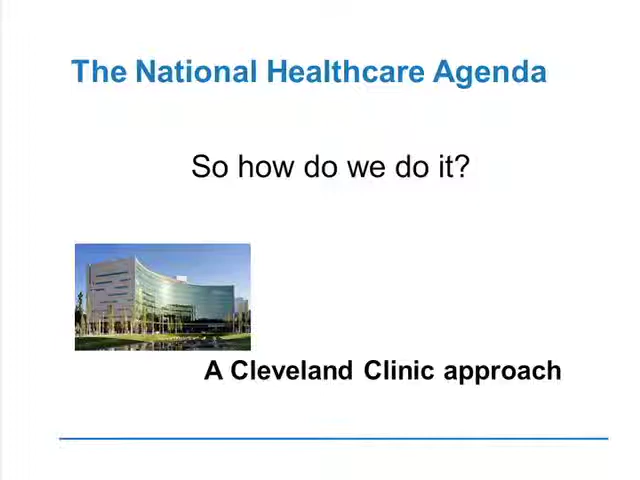 The National Healthcare Agenda
So how do we do it?
A Cleveland Clinic approach